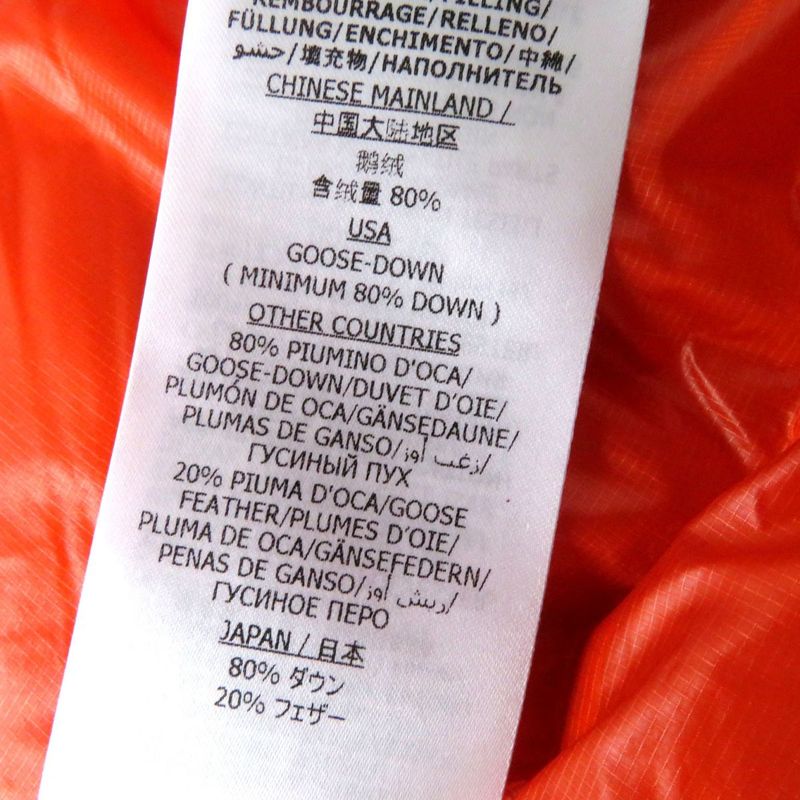 FILLING/
REMBOURRAGE/RELLENO/
FÜLLUNG/ENCHIMENTO/中綿/
حشو/填充物/НАПОЛНИТЕЛЬ
CHINESE MAINLAND /
中国大陆地区
鹅绒
含绒量 80%
USA
GOOSE-DOWN
( MINIMUM 80% DOWN )
OTHER COUNTRIES
80% PIUMINO D'OCA/
GOOSE-DOWN/DUVET D'OIE/
PLUMÓN DE OCA/GÄNSEDAUNE/
PLUMAS DE GANSO/زغب أوز/
ГУСИНЫЙ ПУХ
20% PIUMA D'OCA/GOOSE
FEATHER/PLUMES D'OIE/
PLUMA DE OCA/GÄNSEFEDERN/
PENAS DE GANSO/ريش أوز/
ГУСИНОЕ ПЕРО
JAPAN / 日本
80% ダウン
20% フェザー